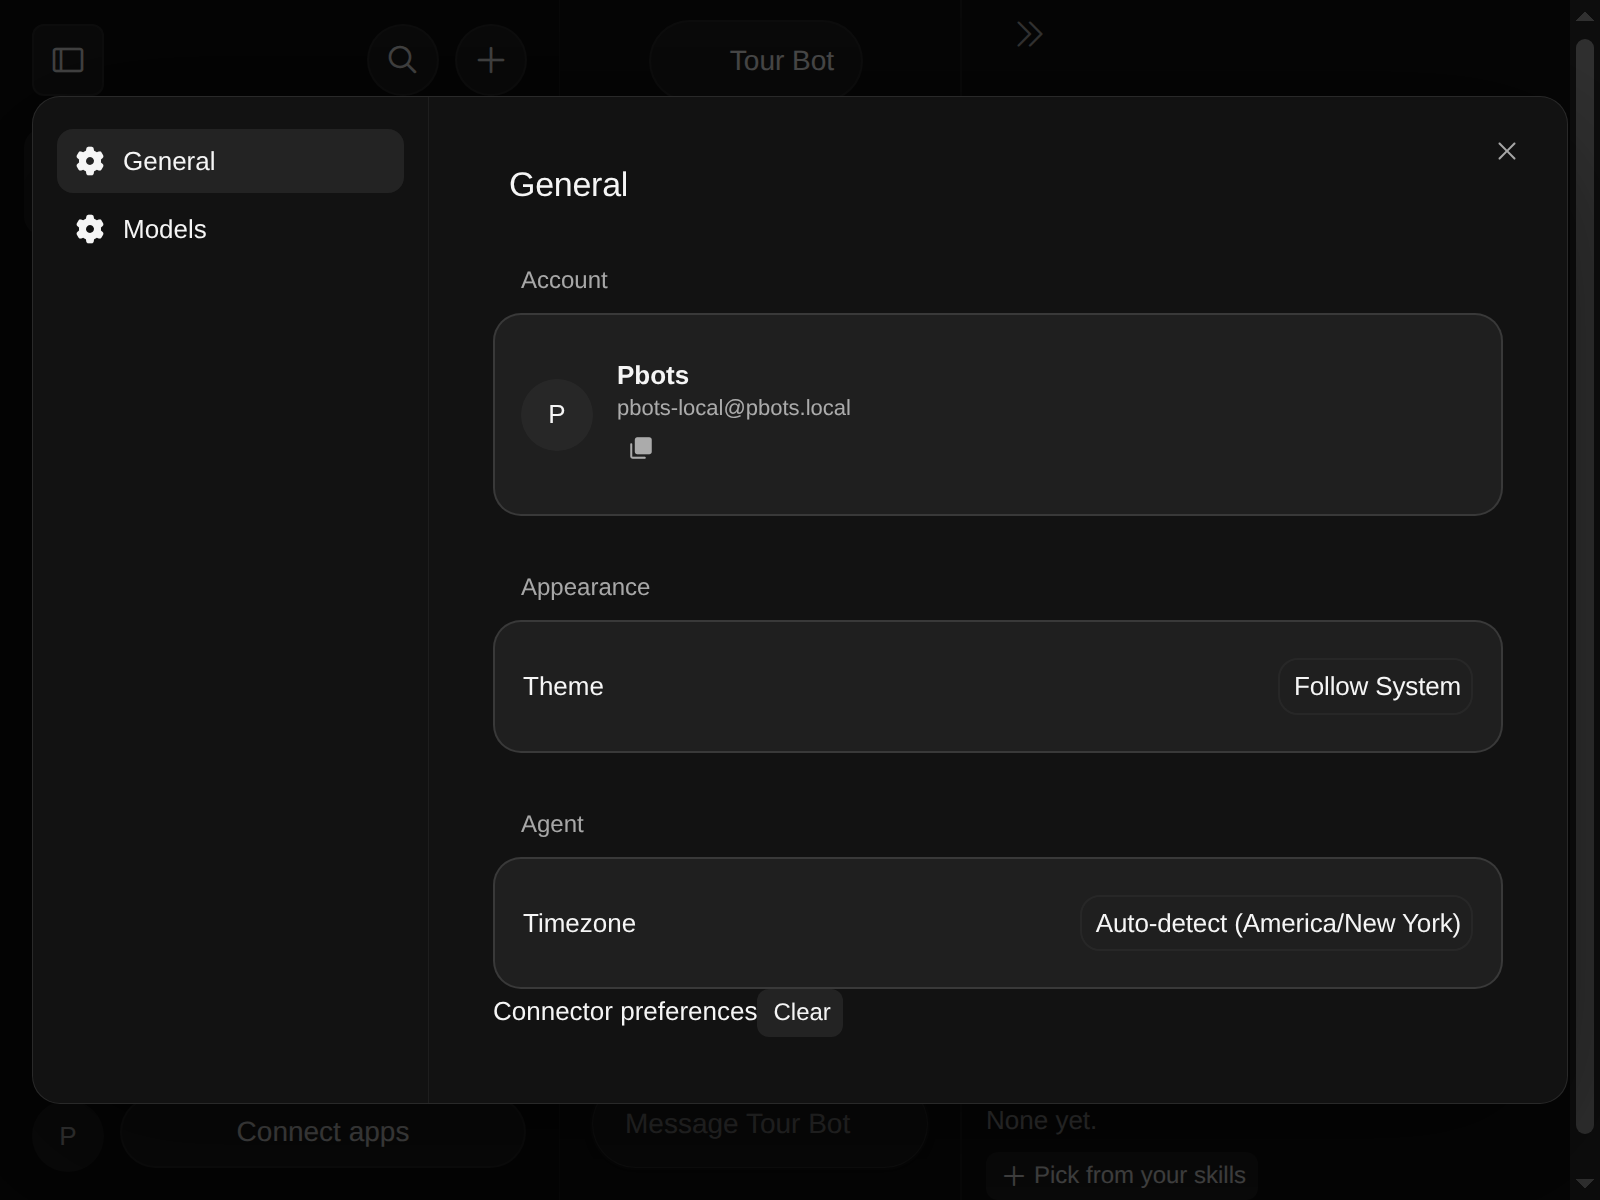 Tour Bot
General
Models
General
Account
P
Pbots
pbots-local@pbots.local
Appearance
Theme
Follow System
Agent
Timezone
Auto-detect (America/New York)
Connector preferences
Clear
P
Connect apps
Message Tour Bot
None yet.
Pick from your skills